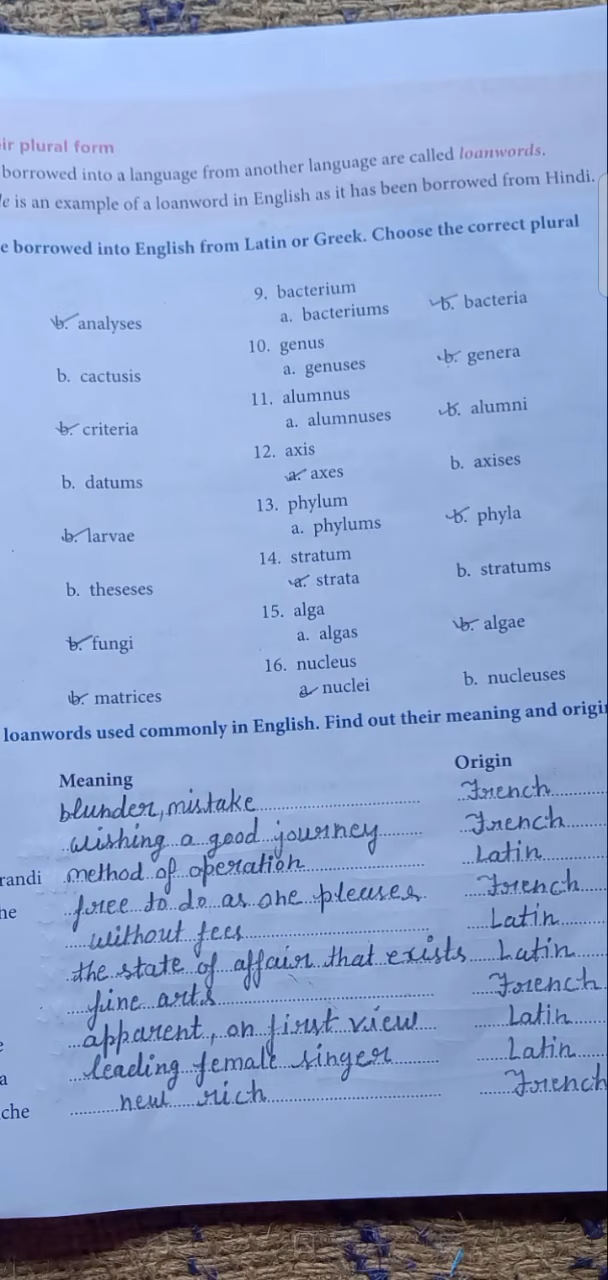 ir plural form
borrowed into a language from another language are called loanwords.
le is an example of a loanword in English as it has been borrowed from Hindi.
e borrowed into English from Latin or Greek. Choose the correct plural
9. bacterium
b. analyses a. bacteriums b. bacteria
10. genus
b. cactusis a. genuses b. genera
11. alumnus
b. criteria a. alumnuses b. alumni
12. axis
b. datums a. axes b. axises
13. phylum
b. larvae a. phylums b. phyla
14. stratum
b. theseses a. strata b. stratums
15. alga
b. fungi a. algas b. algae
16. nucleus
b. matrices a. nuclei b. nucleuses
loanwords used commonly in English. Find out their meaning and origi
Meaning Origin
blunder, mistake French
wishing a good journey French
randi method of operation Latin
he free to do as one pleases French
without fees Latin
the state of affair that exists Latin
fine arts French
e apparent, on first view Latin
a leading female singer Latin
che new rich French